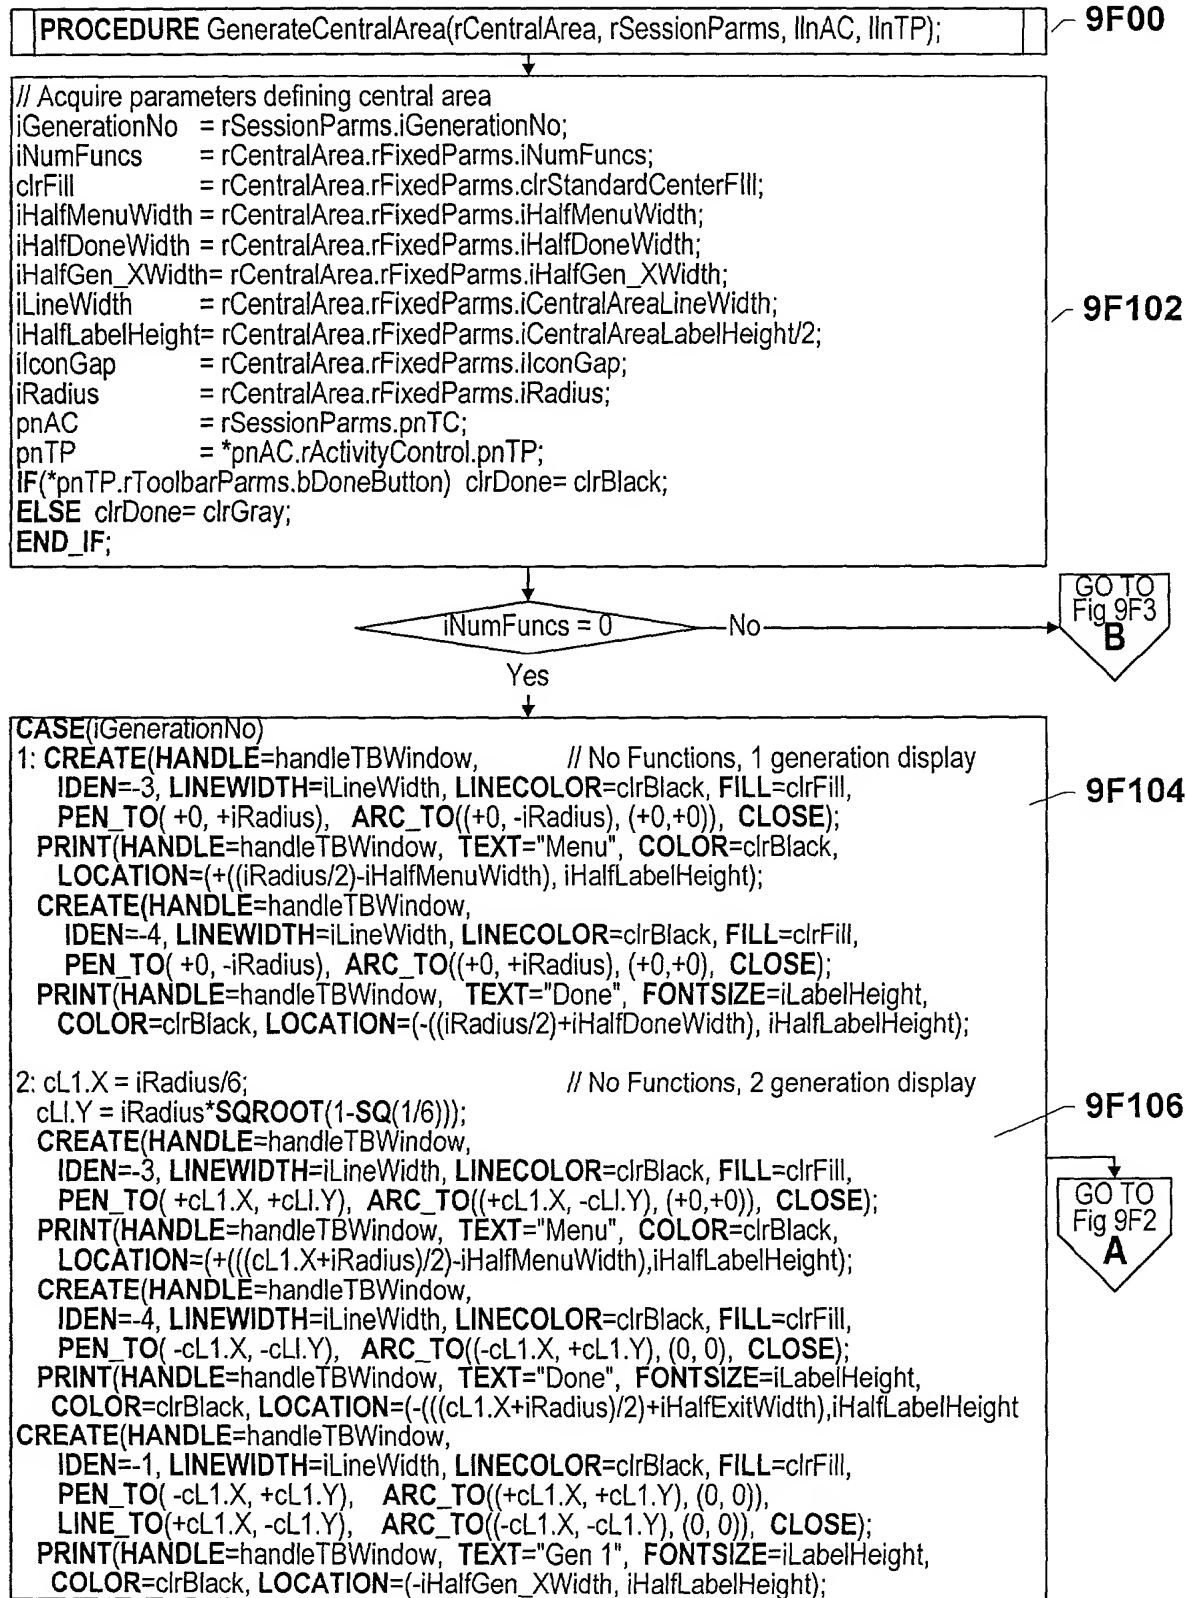 PROCEDURE GenerateCentralArea(rCentralArea, rSessionParms, llnAC, llnTP);
9F00
// Acquire parameters defining central area
iGenerationNo = rSessionParms.iGenerationNo;
iNumFuncs = rCentralArea.rFixedParms.iNumFuncs;
clrFill = rCentralArea.rFixedParms.clrStandardCenterFIll;
iHalfMenuWidth = rCentralArea.rFixedParms.iHalfMenuWidth;
iHalfDoneWidth = rCentralArea.rFixedParms.iHalfDoneWidth;
iHalfGen_XWidth= rCentralArea.rFixedParms.iHalfGen_XWidth;
iLineWidth = rCentralArea.rFixedParms.iCentralAreaLineWidth;
iHalfLabelHeight= rCentralArea.rFixedParms.iCentralAreaLabelHeight/2;
iIconGap = rCentralArea.rFixedParms.iIconGap;
iRadius = rCentralArea.rFixedParms.iRadius;
pnAC = rSessionParms.pnTC;
pnTP = *pnAC.rActivityControl.pnTP;
IF(*pnTP.rToolbarParms.bDoneButton) clrDone= clrBlack;
ELSE clrDone= clrGray;
END_IF;
9F102
iNumFuncs = 0
No
GO TO
Fig 9F3
B
Yes
CASE(iGenerationNo)
1: CREATE(HANDLE=handleTBWindow, // No Functions, 1 generation display
IDEN=-3, LINEWIDTH=iLineWidth, LINECOLOR=clrBlack, FILL=clrFill,
PEN_TO( +0, +iRadius), ARC_TO((+0, -iRadius), (+0,+0)), CLOSE);
PRINT(HANDLE=handleTBWindow, TEXT="Menu", COLOR=clrBlack,
LOCATION=(+((iRadius/2)-iHalfMenuWidth), iHalfLabelHeight);
CREATE(HANDLE=handleTBWindow,
IDEN=-4, LINEWIDTH=iLineWidth, LINECOLOR=clrBlack, FILL=clrFill,
PEN_TO( +0, -iRadius), ARC_TO((+0, +iRadius), (+0,+0), CLOSE);
PRINT(HANDLE=handleTBWindow, TEXT="Done", FONTSIZE=iLabelHeight,
COLOR=clrBlack, LOCATION=(-((iRadius/2)+iHalfDoneWidth), iHalfLabelHeight);
9F104
2: cL1.X = iRadius/6; // No Functions, 2 generation display
cLl.Y = iRadius*SQROOT(1-SQ(1/6)));
CREATE(HANDLE=handleTBWindow,
IDEN=-3, LINEWIDTH=iLineWidth, LINECOLOR=clrBlack, FILL=clrFill,
PEN_TO( +cL1.X, +cLl.Y), ARC_TO((+cL1.X, -cLl.Y), (+0,+0)), CLOSE);
PRINT(HANDLE=handleTBWindow, TEXT="Menu", COLOR=clrBlack,
LOCATION=(+(((cL1.X+iRadius)/2)-iHalfMenuWidth),iHalfLabelHeight);
CREATE(HANDLE=handleTBWindow,
IDEN=-4, LINEWIDTH=iLineWidth, LINECOLOR=clrBlack, FILL=clrFill,
PEN_TO( -cL1.X, -cLl.Y), ARC_TO((-cL1.X, +cL1.Y), (0, 0), CLOSE);
PRINT(HANDLE=handleTBWindow, TEXT="Done", FONTSIZE=iLabelHeight,
COLOR=clrBlack, LOCATION=(-(((cL1.X+iRadius)/2)+iHalfExitWidth),iHalfLabelHeight
CREATE(HANDLE=handleTBWindow,
IDEN=-1, LINEWIDTH=iLineWidth, LINECOLOR=clrBlack, FILL=clrFill,
PEN_TO( -cL1.X, +cL1.Y), ARC_TO((+cL1.X, +cL1.Y), (0, 0)),
LINE_TO(+cL1.X, -cL1.Y), ARC_TO((-cL1.X, -cL1.Y), (0, 0)), CLOSE);
PRINT(HANDLE=handleTBWindow, TEXT="Gen 1", FONTSIZE=iLabelHeight,
COLOR=clrBlack, LOCATION=(-iHalfGen_XWidth, iHalfLabelHeight);
9F106
GO TO
Fig 9F2
A